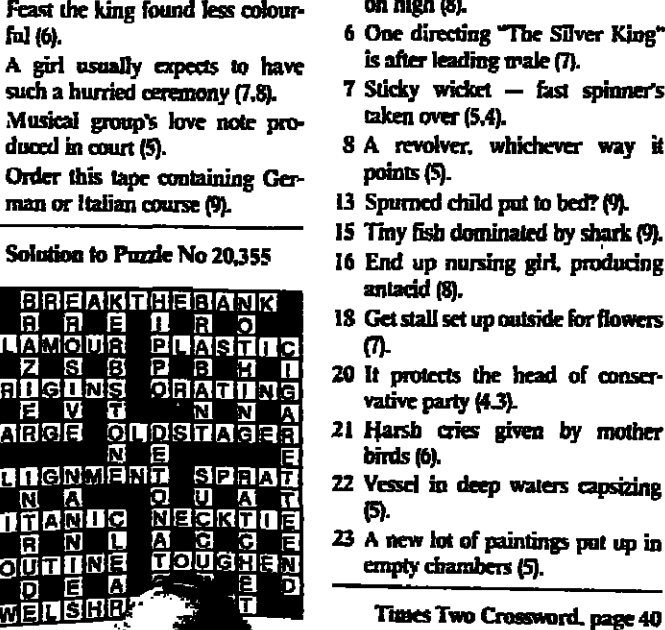 Feast the king found less colour-
ful (6).
A girl usually expects to have
such a hurried ceremony (7,8).
Musical group's love note pro-
duced in court (5).
Order this tape containing Ger-
man or Italian course (9).
Solution to Puzzle No 20,355
BREAKTHEBANK
R A E I R O
LAMOUR PLASTIC
Z S B P B H I
RIGINS ORATING
E V T N N A
ARGE OLDSTAGER
N E E
LIGNMENT SPRAT
N A O U A T
ITANIC NECKTIE
R R L A C C E
OUTINE TOUGHEN
D E A E D
WELSHR T
on high (8).
6 One directing "The Silver King"
is after leading male (7).
7 Sticky wicket — fast spinner's
taken over (5,4).
8 A revolver, whichever way it
points (5).
13 Spurned child put to bed? (9).
15 Tiny fish dominated by shark (9).
16 End up nursing girl, producing
antacid (8).
18 Get stall set up outside for flowers
(7).
20 It protects the head of conser-
vative party (4,3).
21 Harsh cries given by mother
birds (6).
22 Vessel in deep waters capsizing
(5).
23 A new lot of paintings put up in
empty chambers (5).
Times Two Crossword, page 40